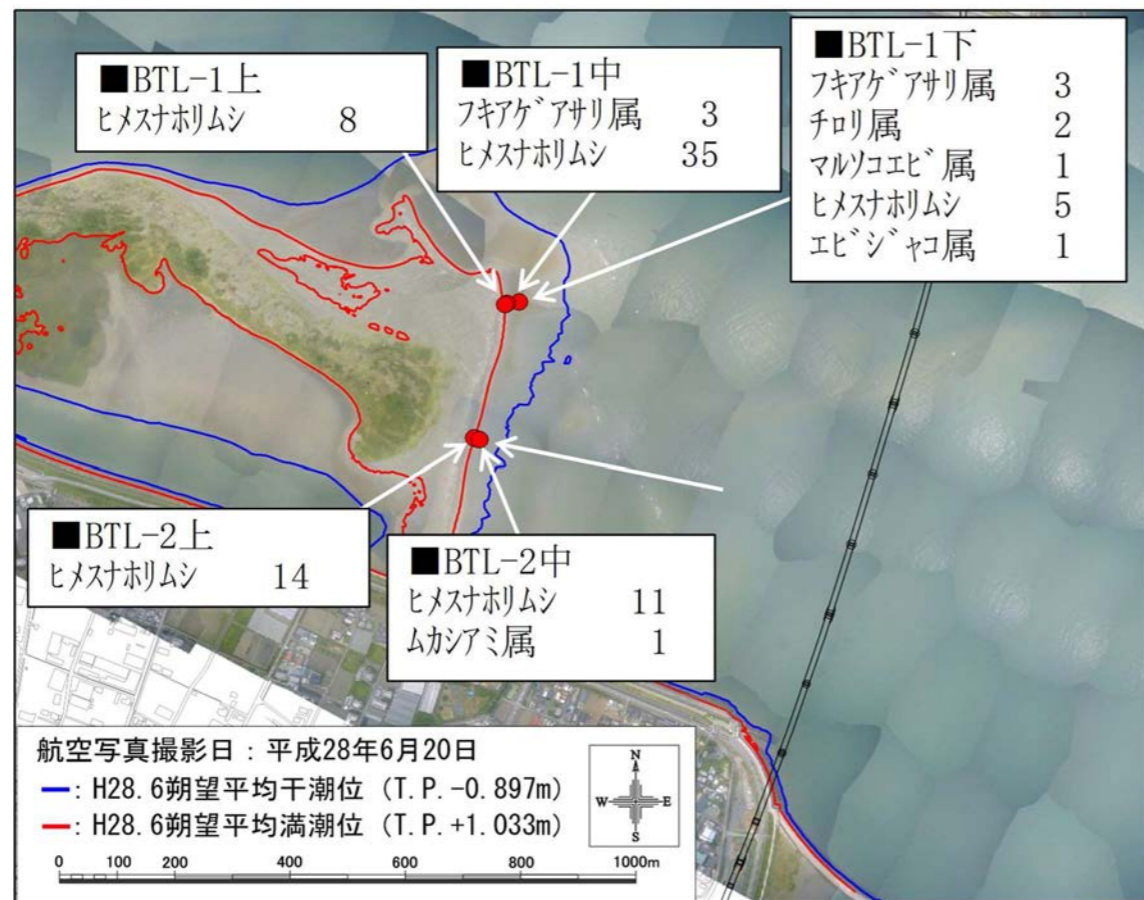 ■BTL-1上
ヒメスナホリムシ 8
■BTL-1中
フキアゲアサリ属 3
ヒメスナホリムシ 35
■BTL-1下
フキアゲアサリ属 3
チロリ属 2
マルソコエビ属 1
ヒメスナホリムシ 5
エビジャコ属 1
■BTL-2上
ヒメスナホリムシ 14
■BTL-2中
ヒメスナホリムシ 11
ムカシアミ属 1
航空写真撮影日：平成28年6月20日
: H28.6朔望平均干潮位 (T.P.-0.897m)
: H28.6朔望平均満潮位 (T.P.+1.033m)
N
W E
S
0 100 200 400 600 800 1000m